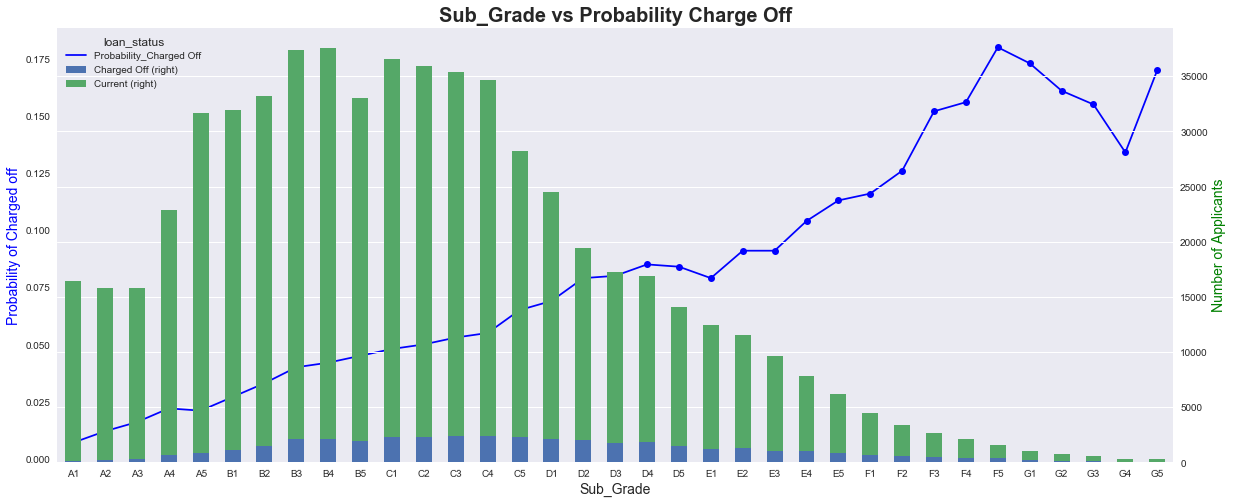 Sub_Grade vs Probability Charge Off
loan_status
Probability_Charged Off
Charged Off (right)
Current (right)
Probability of Charged off
0.175
0.150
0.125
0.100
0.075
0.050
0.025
0.000
Number of Applicants
35000
30000
25000
20000
15000
10000
5000
0
A1 A2 A3 A4 A5 B1 B2 B3 B4 B5 C1 C2 C3 C4 C5 D1 D2 D3 D4 D5 E1 E2 E3 E4 E5 F1 F2 F3 F4 F5 G1 G2 G3 G4 G5
Sub_Grade